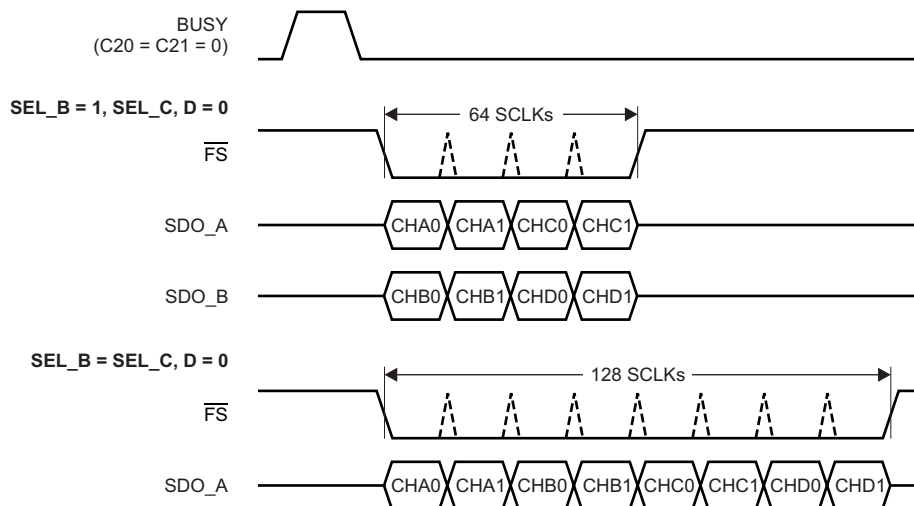 BUSY
(C20 = C21 = 0)
SEL_B = 1, SEL_C, D = 0
64 SCLKs
FS
SDO_A
CHA0 CHA1 CHC0 CHC1
SDO_B
CHB0 CHB1 CHD0 CHD1
SEL_B = SEL_C, D = 0
128 SCLKs
FS
SDO_A
CHA0 CHA1 CHB0 CHB1 CHC0 CHC1 CHD0 CHD1